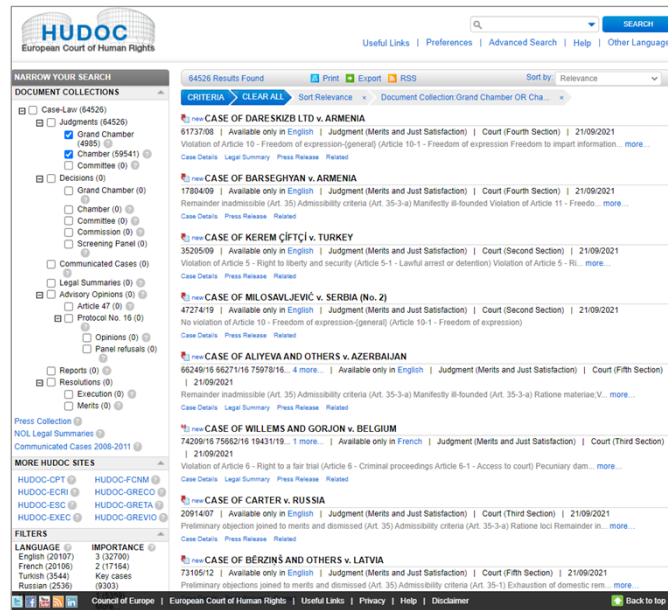 HUDOC
European Court of Human Rights
SEARCH
Useful Links | Preferences | Advanced Search | Help | Other Language
NARROW YOUR SEARCH
DOCUMENT COLLECTIONS
Case-Law (64526)
Judgments (64526)
Grand Chamber (4985)
Chamber (59541)
Committee (0)
Decisions (0)
Grand Chamber (0)
Chamber (0)
Committee (0)
Commission (0)
Screening Panel (0)
Communicated Cases (0)
Legal Summaries (0)
Advisory Opinions (0)
Article 47 (0)
Protocol No. 16 (0)
Opinions (0)
Panel refusals (0)
Reports (0)
Resolutions (0)
Execution (0)
Merits (0)
Press Collection
NOL Legal Summaries
Communicated Cases 2008-2011
MORE HUDOC SITES
HUDOC-CPT HUDOC-FCNM
HUDOC-ECRI HUDOC-GRECO
HUDOC-ESC HUDOC-GRETA
HUDOC-EXEC HUDOC-GREVIO
FILTERS
LANGUAGE IMPORTANCE
English (20107) 3 (32700)
French (20106) 2 (17164)
Turkish (3544) Key cases
Russian (2536) (9303)
64526 Results Found Print Export RSS Sort by: Relevance
CRITERIA CLEAR ALL Sort Relevance × Document Collection:Grand Chamber OR Cha... ×
new CASE OF DARESKIZB LTD v. ARMENIA
61737/08 | Available only in English | Judgment (Merits and Just Satisfaction) | Court (Fourth Section) | 21/09/2021
Violation of Article 10 - Freedom of expression-{general} (Article 10-1 - Freedom of expression Freedom to impart information... more...
Case Details Legal Summary Press Release Related
new CASE OF BARSEGHYAN v. ARMENIA
17804/09 | Available only in English | Judgment (Merits and Just Satisfaction) | Court (Fourth Section) | 21/09/2021
Remainder inadmissible (Art. 35) Admissibility criteria (Art. 35-3-a) Manifestly ill-founded Violation of Article 11 - Freedo... more...
Case Details Press Release Related
new CASE OF KEREM ÇİFTÇİ v. TURKEY
35205/09 | Available only in English | Judgment (Merits and Just Satisfaction) | Court (Second Section) | 21/09/2021
Violation of Article 5 - Right to liberty and security (Article 5-1 - Lawful arrest or detention) Violation of Article 5 - Ri... more...
Case Details Press Release Related
new CASE OF MILOSAVLJEVIĆ v. SERBIA (No. 2)
47274/19 | Available only in English | Judgment (Merits and Just Satisfaction) | Court (Second Section) | 21/09/2021
No violation of Article 10 - Freedom of expression-{general} (Article 10-1 - Freedom of expression)
Case Details Press Release Related
new CASE OF ALIYEVA AND OTHERS v. AZERBAIJAN
66249/16 66271/16 75978/16... 4 more... | Available only in English | Judgment (Merits and Just Satisfaction) | Court (Fifth Section)
| 21/09/2021
Remainder inadmissible (Art. 35) Admissibility criteria (Art. 35-3-a) Manifestly ill-founded (Art. 35-3-a) Ratione materiae;V... more...
Case Details Legal Summary Press Release Related
new CASE OF WILLEMS AND GORJON v. BELGIUM
74209/16 75662/16 19431/19... 1 more... | Available only in French | Judgment (Merits and Just Satisfaction) | Court (Third Section)
| 21/09/2021
Violation of Article 6 - Right to a fair trial (Article 6 - Criminal proceedings Article 6-1 - Access to court) Pecuniary dam... more...
Case Details Legal Summary Press Release Related
new CASE OF CARTER v. RUSSIA
20914/07 | Available only in English | Judgment (Merits and Just Satisfaction) | Court (Third Section) | 21/09/2021
Preliminary objection joined to merits and dismissed (Art. 35) Admissibility criteria (Art. 35-3-a) Ratione loci Remainder in... more...
Case Details Legal Summary Press Release Related
new CASE OF BĒRZIŅŠ AND OTHERS v. LATVIA
73105/12 | Available only in English | Judgment (Merits and Just Satisfaction) | Court (Fifth Section) | 21/09/2021
Preliminary objections joined to merits and dismissed (Art. 35) Admissibility criteria (Art. 35-1) Exhaustion of domestic rem... more...
Council of Europe | European Court of Human Rights | Useful Links | Privacy | Help | Disclaimer
Back to top